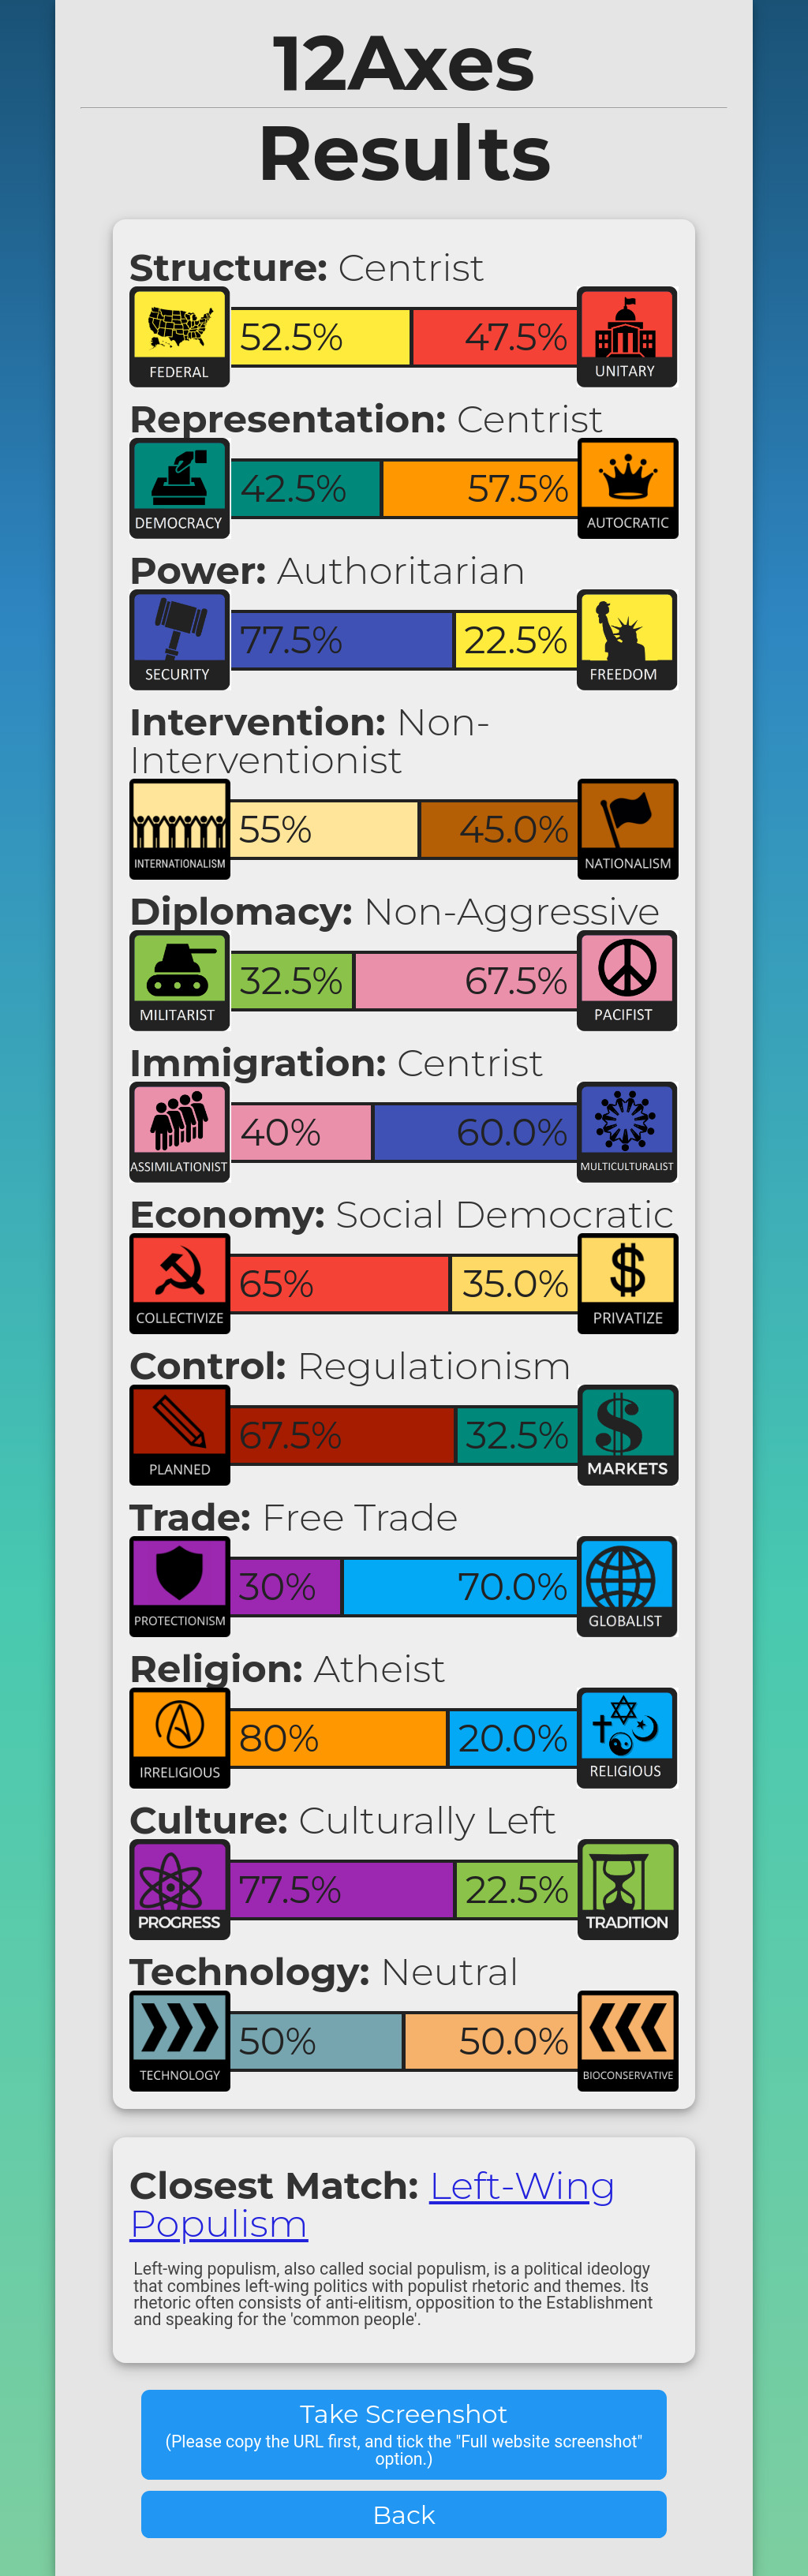 12Axes
Results
Structure: Centrist
FEDERAL
52.5%
47.5%
UNITARY
Representation: Centrist
DEMOCRACY
42.5%
57.5%
AUTOCRATIC
Power: Authoritarian
SECURITY
77.5%
22.5%
FREEDOM
Intervention: Non-
Interventionist
INTERNATIONALISM
55%
45.0%
NATIONALISM
Diplomacy: Non-Aggressive
MILITARIST
32.5%
67.5%
PACIFIST
Immigration: Centrist
ASSIMILATIONIST
40%
60.0%
MULTICULTURALIST
Economy: Social Democratic
COLLECTIVIZE
65%
35.0%
PRIVATIZE
Control: Regulationism
PLANNED
67.5%
32.5%
MARKETS
Trade: Free Trade
PROTECTIONISM
30%
70.0%
GLOBALIST
Religion: Atheist
IRRELIGIOUS
80%
20.0%
RELIGIOUS
Culture: Culturally Left
PROGRESS
77.5%
22.5%
TRADITION
Technology: Neutral
TECHNOLOGY
50%
50.0%
BIOCONSERVATIVE
Closest Match: Left-Wing
Populism
Left-wing populism, also called social populism, is a political ideology
that combines left-wing politics with populist rhetoric and themes. Its
rhetoric often consists of anti-elitism, opposition to the Establishment
and speaking for the 'common people'.
Take Screenshot
(Please copy the URL first, and tick the "Full website screenshot"
option.)
Back